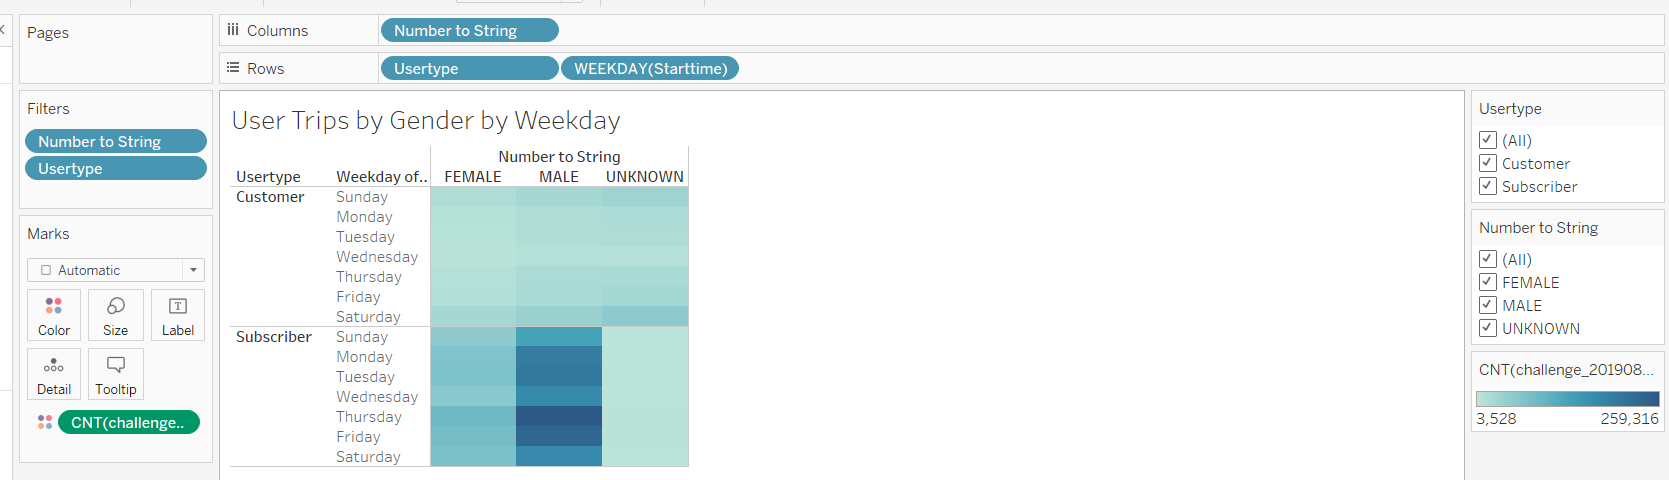 Pages
Columns
Number to String
Rows
Usertype
WEEKDAY(Starttime)
Filters
Number to String
Usertype
Marks
Automatic
Color
Size
Label
Detail
Tooltip
CNT(challenge..
User Trips by Gender by Weekday
Number to String
Usertype
Weekday of..
FEMALE
MALE
UNKNOWN
Customer
Sunday
Monday
Tuesday
Wednesday
Thursday
Friday
Saturday
Subscriber
Sunday
Monday
Tuesday
Wednesday
Thursday
Friday
Saturday
Usertype
(All)
Customer
Subscriber
Number to String
(All)
FEMALE
MALE
UNKNOWN
CNT(challenge_201908...
3,528
259,316